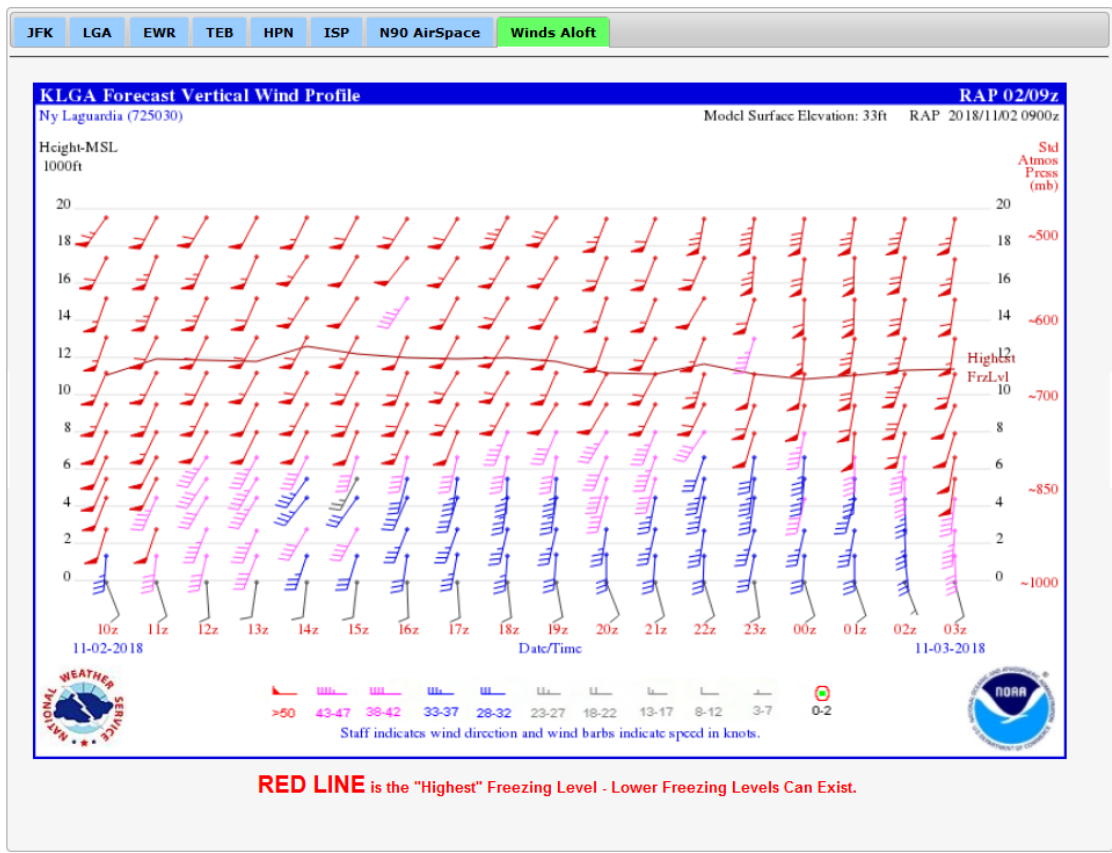 JFK LGA EWR TEB HPN ISP N90 AirSpace Winds Aloft
KLGA Forecast Vertical Wind Profile RAP 02/09z
Ny Laguardia (725030) Model Surface Elevation: 33ft RAP 2018/11/02 0900z
Height-MSL Std
1000ft Atmos
Press
(mb)
20 20
18 18 ~500
16 16
14 14 ~600
12 12
Highest
FrzLvl
10 10 ~700
8 8
6 6
4 4 ~850
2 2
0 0 ~1000
10z 11z 12z 13z 14z 15z 16z 17z 18z 19z 20z 21z 22z 23z 00z 01z 02z 03z
11-02-2018 Date/Time 11-03-2018
NATIONAL WEATHER SERVICE
NOAA
>50 43-47 38-42 33-37 28-32 23-27 18-22 13-17 8-12 3-7 0-2
Staff indicates wind direction and wind barbs indicate speed in knots.
RED LINE is the "Highest" Freezing Level - Lower Freezing Levels Can Exist.